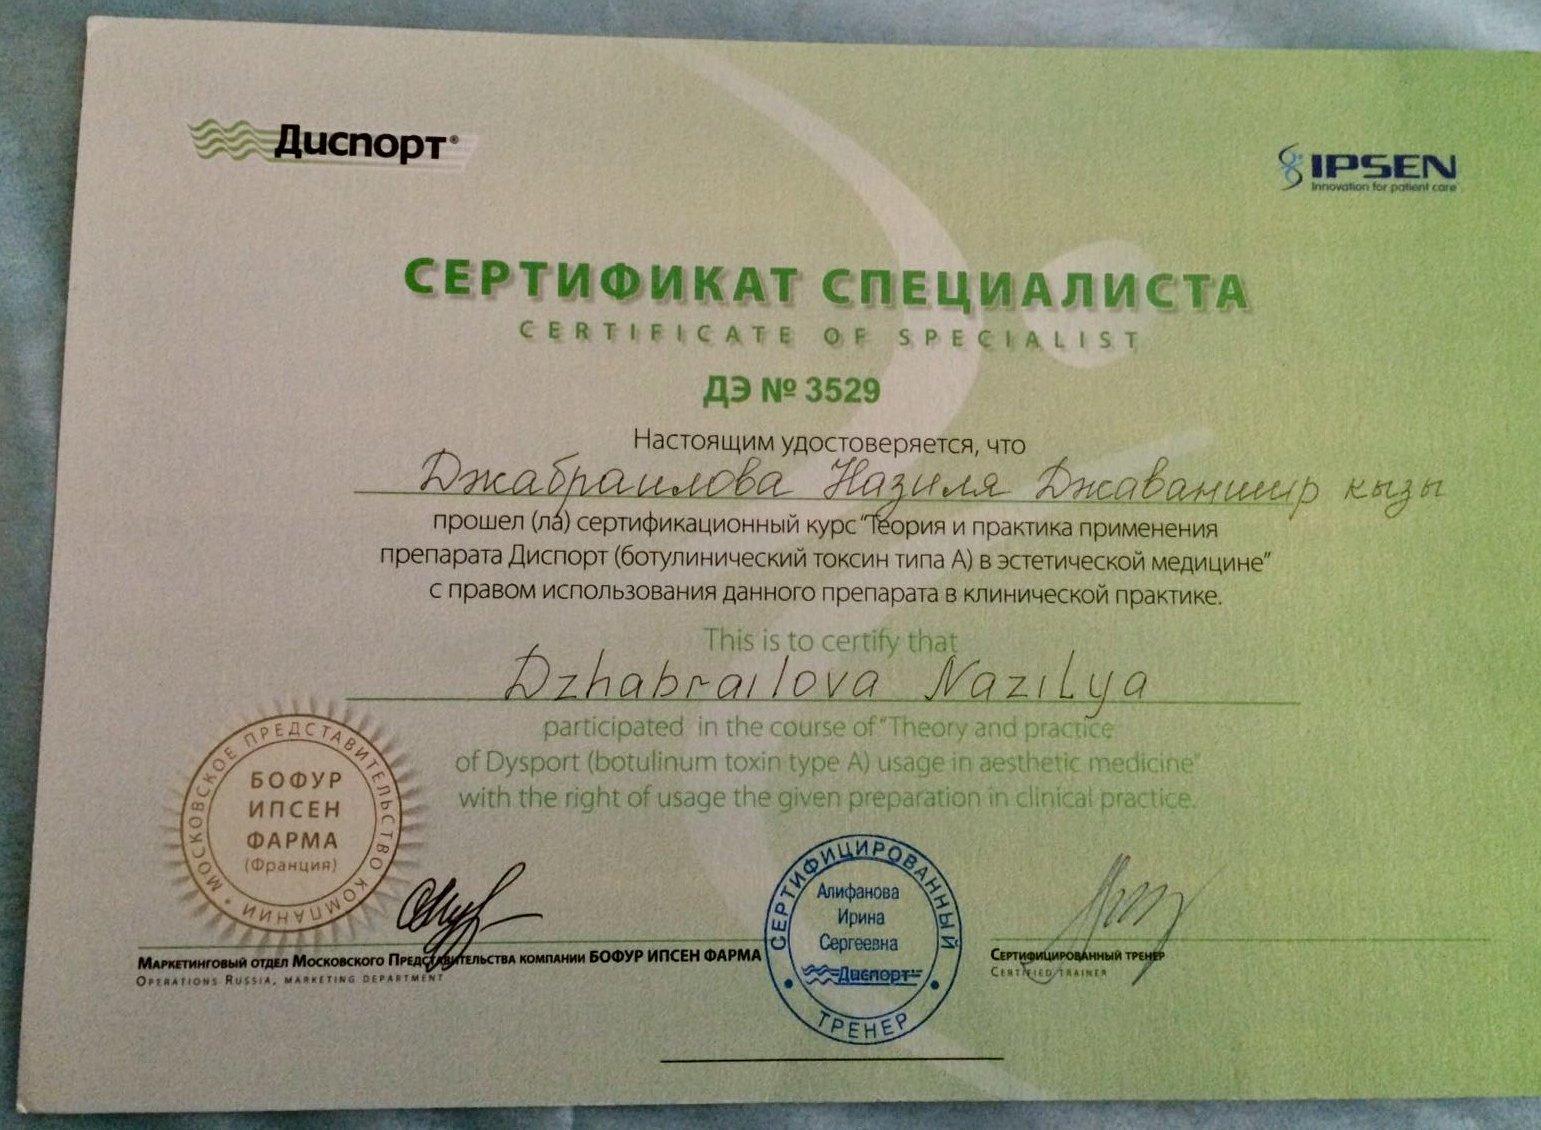 Диспорт®
IPSEN
Innovation for patient care
СЕРТИФИКАТ СПЕЦИАЛИСТА
CERTIFICATE OF SPECIALIST
ДЭ № 3529
Настоящим удостоверяется, что
Джабраилова Назиля Джаваншир кызы
прошел (ла) сертификационный курс "Теория и практика применения
препарата Диспорт (ботулинический токсин типа А) в эстетической медицине"
с правом использования данного препарата в клинической практике.
This is to certify that
Dzhabrailova Nazilya
participated in the course of "Theory and practice
of Dysport (botulinum toxin type A) usage in aesthetic medicine"
with the right of usage the given preparation in clinical practice.
МОСКОВСКОЕ ПРЕДСТАВИТЕЛЬСТВО КОМПАНИИ
БОФУР
ИПСЕН
ФАРМА
(Франция)
СЕРТИФИЦИРОВАННЫЙ
Алифанова
Ирина
Сергеевна
Диспорт
ТРЕНЕР
МАРКЕТИНГОВЫЙ ОТДЕЛ МОСКОВСКОГО ПРЕДСТАВИТЕЛЬСТВА КОМПАНИИ БОФУР ИПСЕН ФАРМА
OPERATIONS RUSSIA, MARKETING DEPARTMENT
СЕРТИФИЦИРОВАННЫЙ ТРЕНЕР
CERTIFIED TRAINER